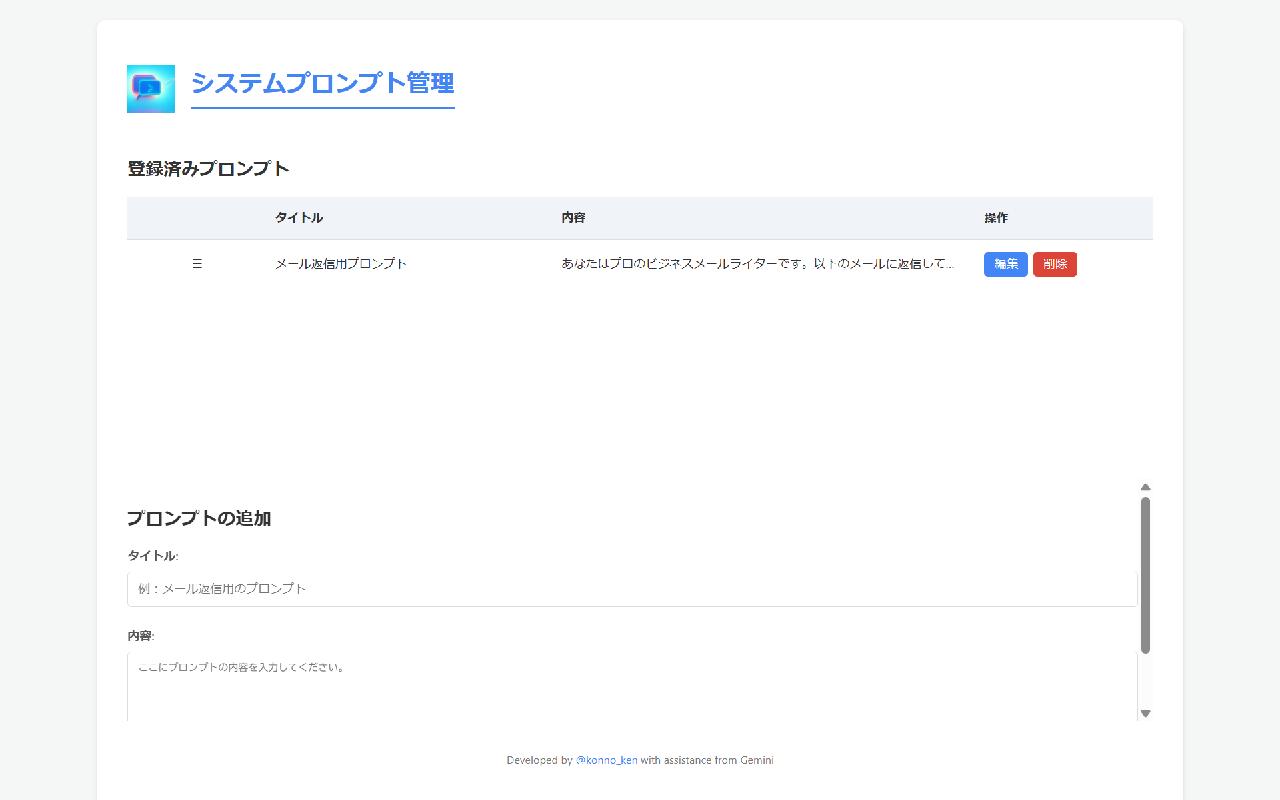 システムプロンプト管理
登録済みプロンプト
タイトル 内容 操作
☰ メール返信用プロンプト あなたはプロのビジネスメールライターです。以下のメールに返信して... 編集 削除
プロンプトの追加
タイトル:
例：メール返信用のプロンプト
内容:
ここにプロンプトの内容を入力してください。
Developed by @konno_ken with assistance from Gemini